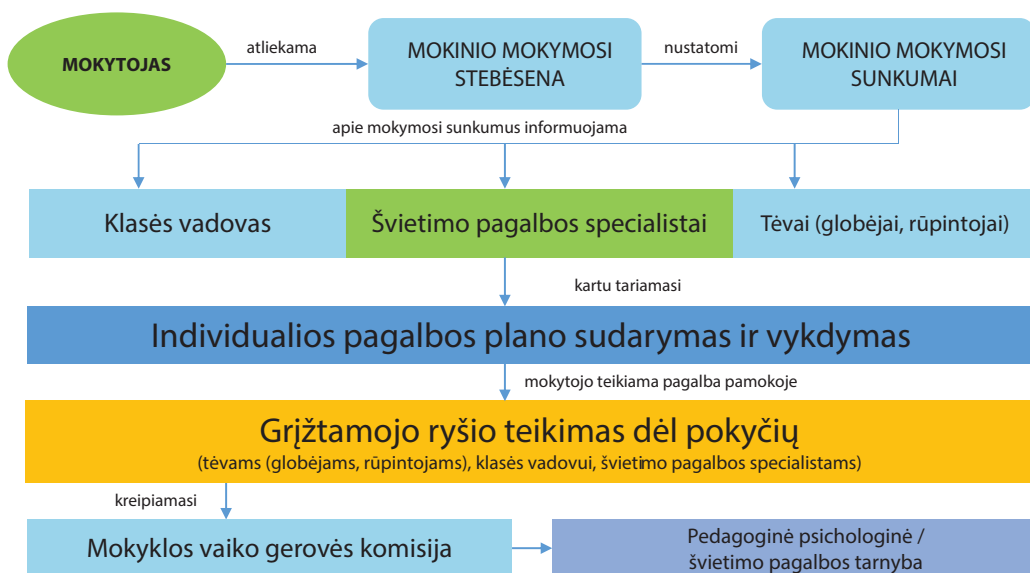 MOKYTOJAS
atliekama
MOKINIO MOKYMOSI
STEBĖSENA
nustatomi
MOKINIO MOKYMOSI
SUNKUMAI
apie mokymosi sunkumus informuojama
Klasės vadovas
Švietimo pagalbos specialistai
Tėvai (globėjai, rūpintojai)
kartu tariamasi
Individualios pagalbos plano sudarymas ir vykdymas
mokytojo teikiama pagalba pamokoje
Grįžtamojo ryšio teikimas dėl pokyčių
(tėvams (globėjams, rūpintojams), klasės vadovui, švietimo pagalbos specialistams)
kreipiamasi
Mokyklos vaiko gerovės komisija
Pedagoginė psichologinė /
švietimo pagalbos tarnyba